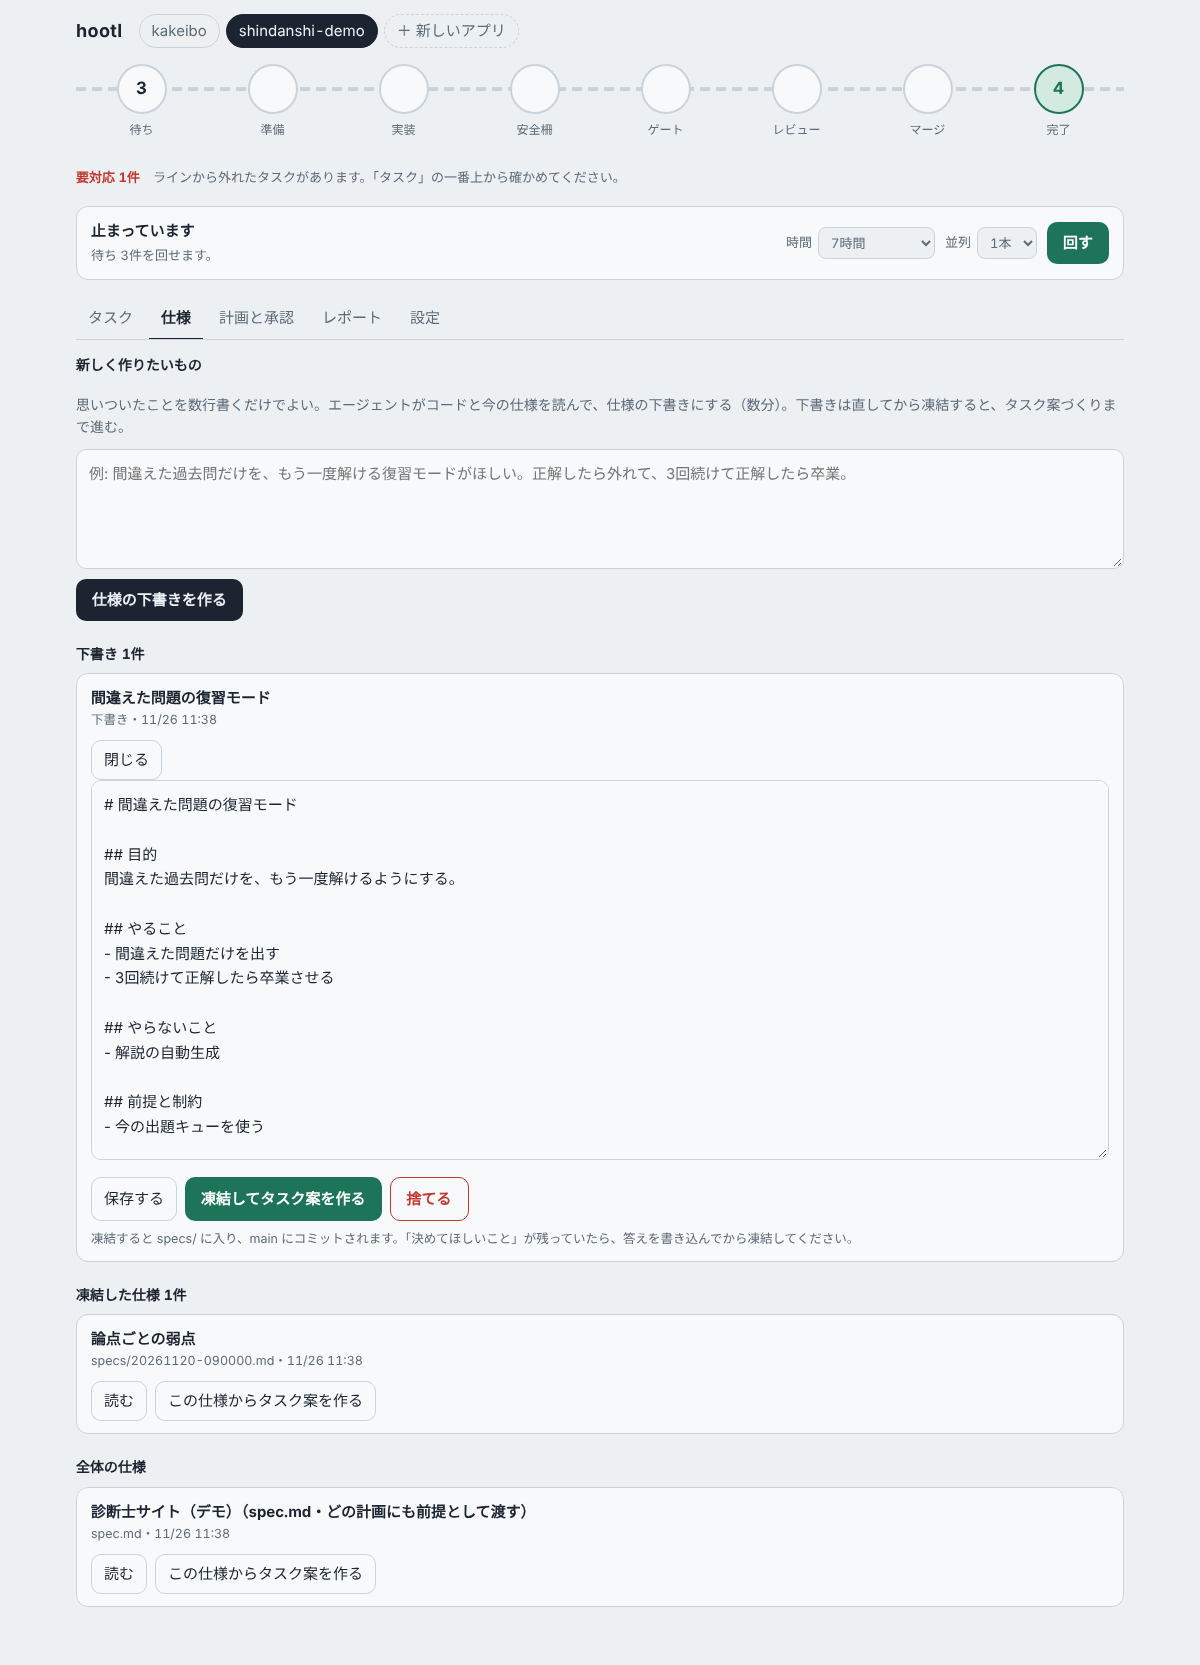 hootl
kakeibo
shindanshi-demo
＋ 新しいアプリ
3
4
待ち
準備
実装
安全柵
ゲート
レビュー
マージ
完了
要対応 1件 ラインから外れたタスクがあります。「タスク」の一番上から確かめてください。
止まっています
待ち 3件を回せます。
時間
7時間
並列
1本
回す
タスク
仕様
計画と承認
レポート
設定
新しく作りたいもの
思いついたことを数行書くだけでよい。エージェントがコードと今の仕様を読んで、仕様の下書きにする（数分）。下書きは直してから凍結すると、タスク案づくりま
で進む。
例: 間違えた過去問だけを、もう一度解ける復習モードがほしい。正解したら外れて、3回続けて正解したら卒業。
仕様の下書きを作る
下書き 1件
間違えた問題の復習モード
下書き・11/26 11:38
閉じる
# 間違えた問題の復習モード
## 目的
間違えた過去問だけを、もう一度解けるようにする。
## やること
- 間違えた問題だけを出す
- 3回続けて正解したら卒業させる
## やらないこと
- 解説の自動生成
## 前提と制約
- 今の出題キューを使う
保存する
凍結してタスク案を作る
捨てる
凍結すると specs/ に入り、main にコミットされます。「決めてほしいこと」が残っていたら、答えを書き込んでから凍結してください。
凍結した仕様 1件
論点ごとの弱点
specs/20261120-090000.md・11/26 11:38
読む
この仕様からタスク案を作る
全体の仕様
診断士サイト（デモ）（spec.md・どの計画にも前提として渡す）
spec.md・11/26 11:38
読む
この仕様からタスク案を作る